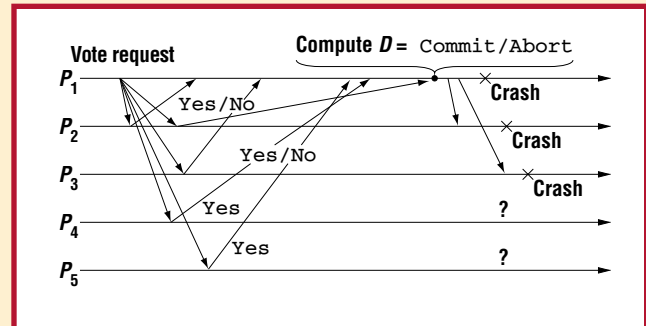 Vote request
Compute D = Commit/Abort
P1
Yes/No
Crash
P2
Yes/No
Crash
P3
Crash
Yes
P4
?
Yes
P5
?